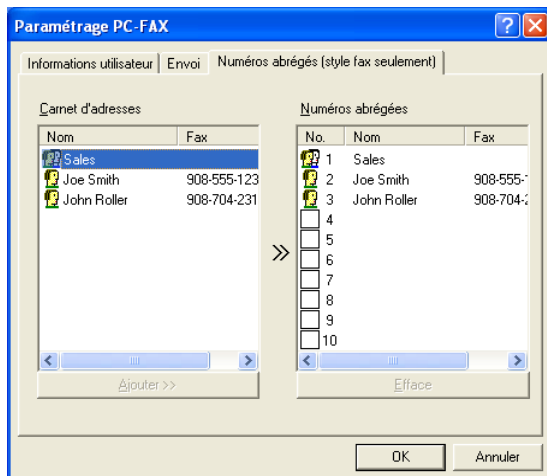 Paramétrage PC-FAX
Informations utilisateur Envoi Numéros abrégés (style fax seulement)
Carnet d'adresses Numéros abrégées
Nom Fax No. Nom Fax
Sales 1 Sales
Joe Smith 908-555-123 2 Joe Smith 908-555-
John Roller 908-704-231 3 John Roller 908-704-
4
5
6
7
8
9
10
Ajouter >> Efface
OK Annuler